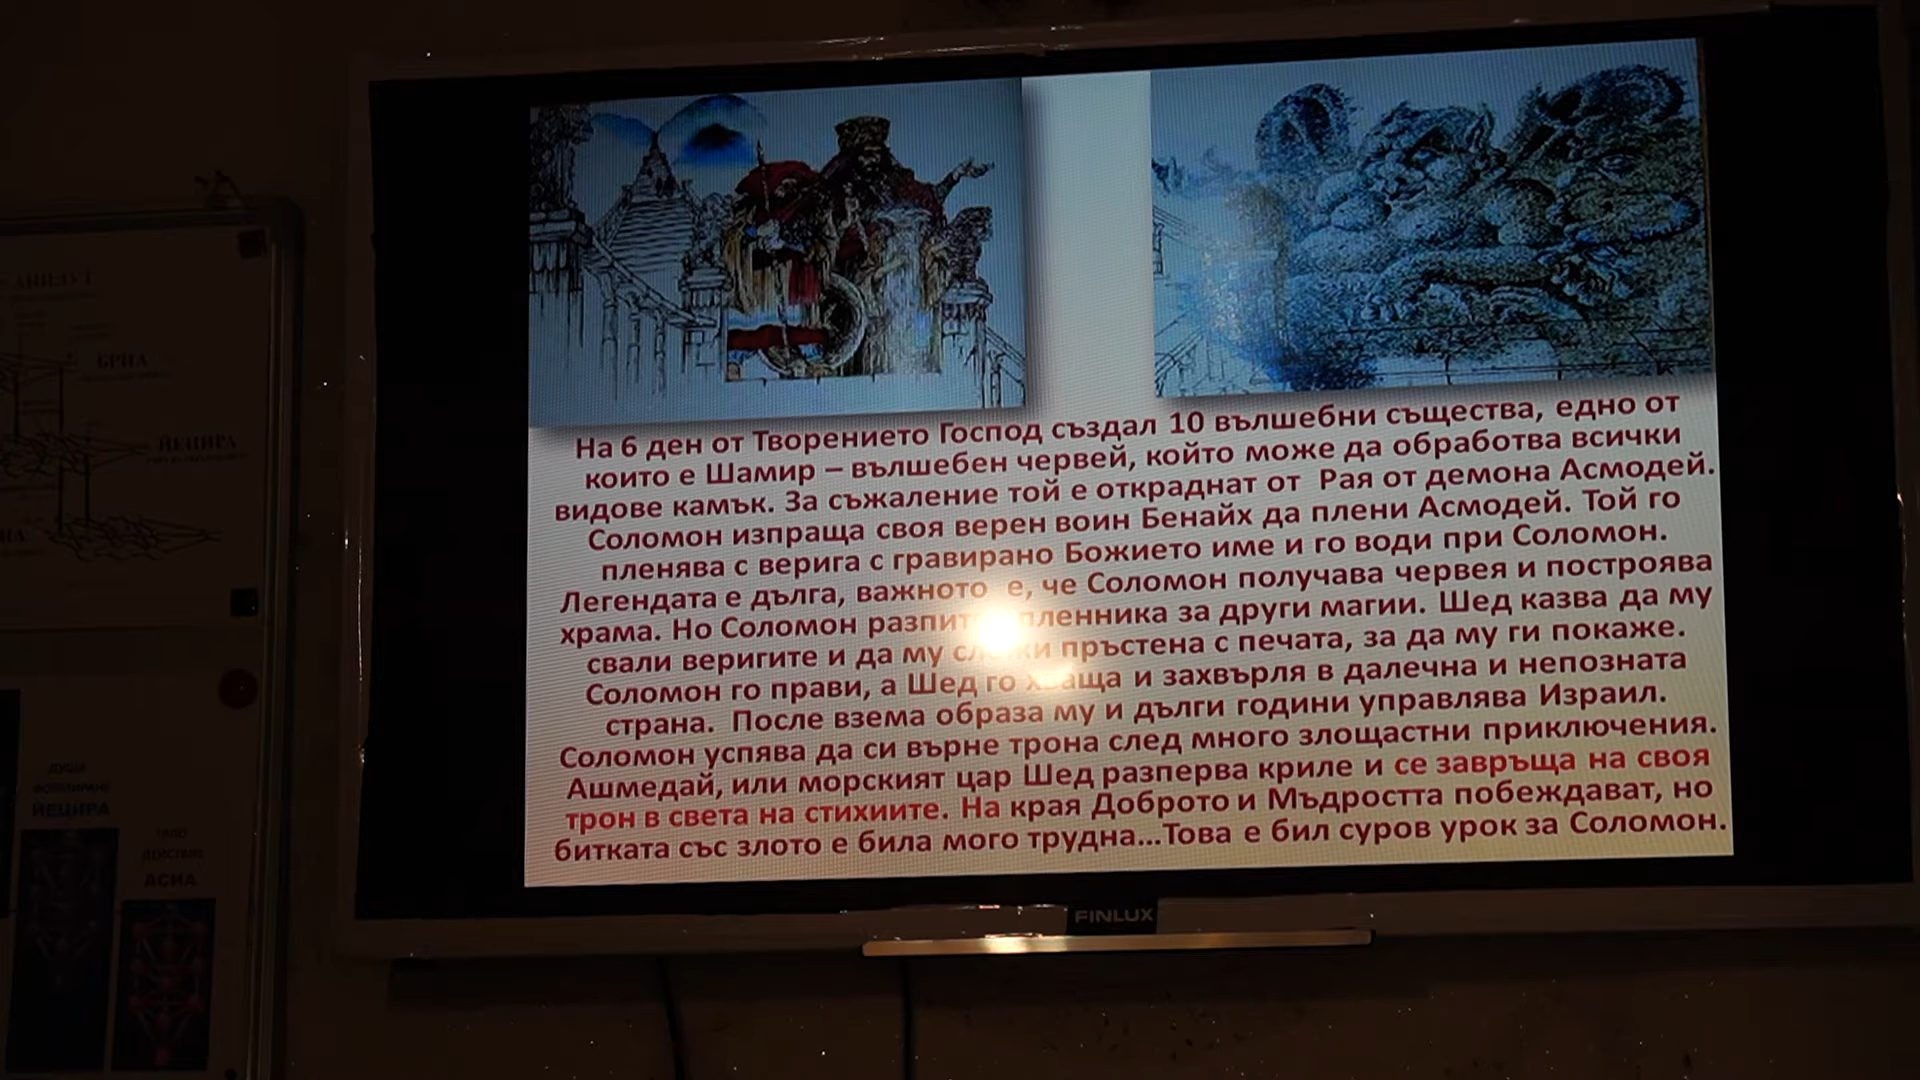 АЦИЛУТ
БРИА
ЙЕЦИРА
На 6 ден от Творението Господ създал 10 вълшебни същества, едно от
които е Шамир – вълшебен червей, който може да обработва всички
видове камък. За съжаление той е откраднат от Рая от демона Асмодей.
Соломон изпраща своя верен воин Бенайх да плени Асмодей. Той го
пленява с верига с гравирано Божието име и го води при Соломон.
Легендата е дълга, важното е, че Соломон получава червея и построява
храма. Но Соломон пленника за други магии. Шед казва да му
свали веригите и да му пръстена с печата, за да му ги покаже.
Соломон го прави, а Шед го и захвърля в далечна и непозната
страна. После взема образа му и дълги години управлява Израил.
Соломон успява да си върне трона след много злощастни приключения.
Ашмедай, или морският цар Шед разперва криле и се завръща на своя
трон в света на стихиите. На края Доброто и Мъдростта побеждават, но
битката със злото е била мого трудна...Това е бил суров урок за Соломон.
FINLUX
ЙЕЦИРА
ТЯЛО
ДЕЙСТВИЕ
АСИА